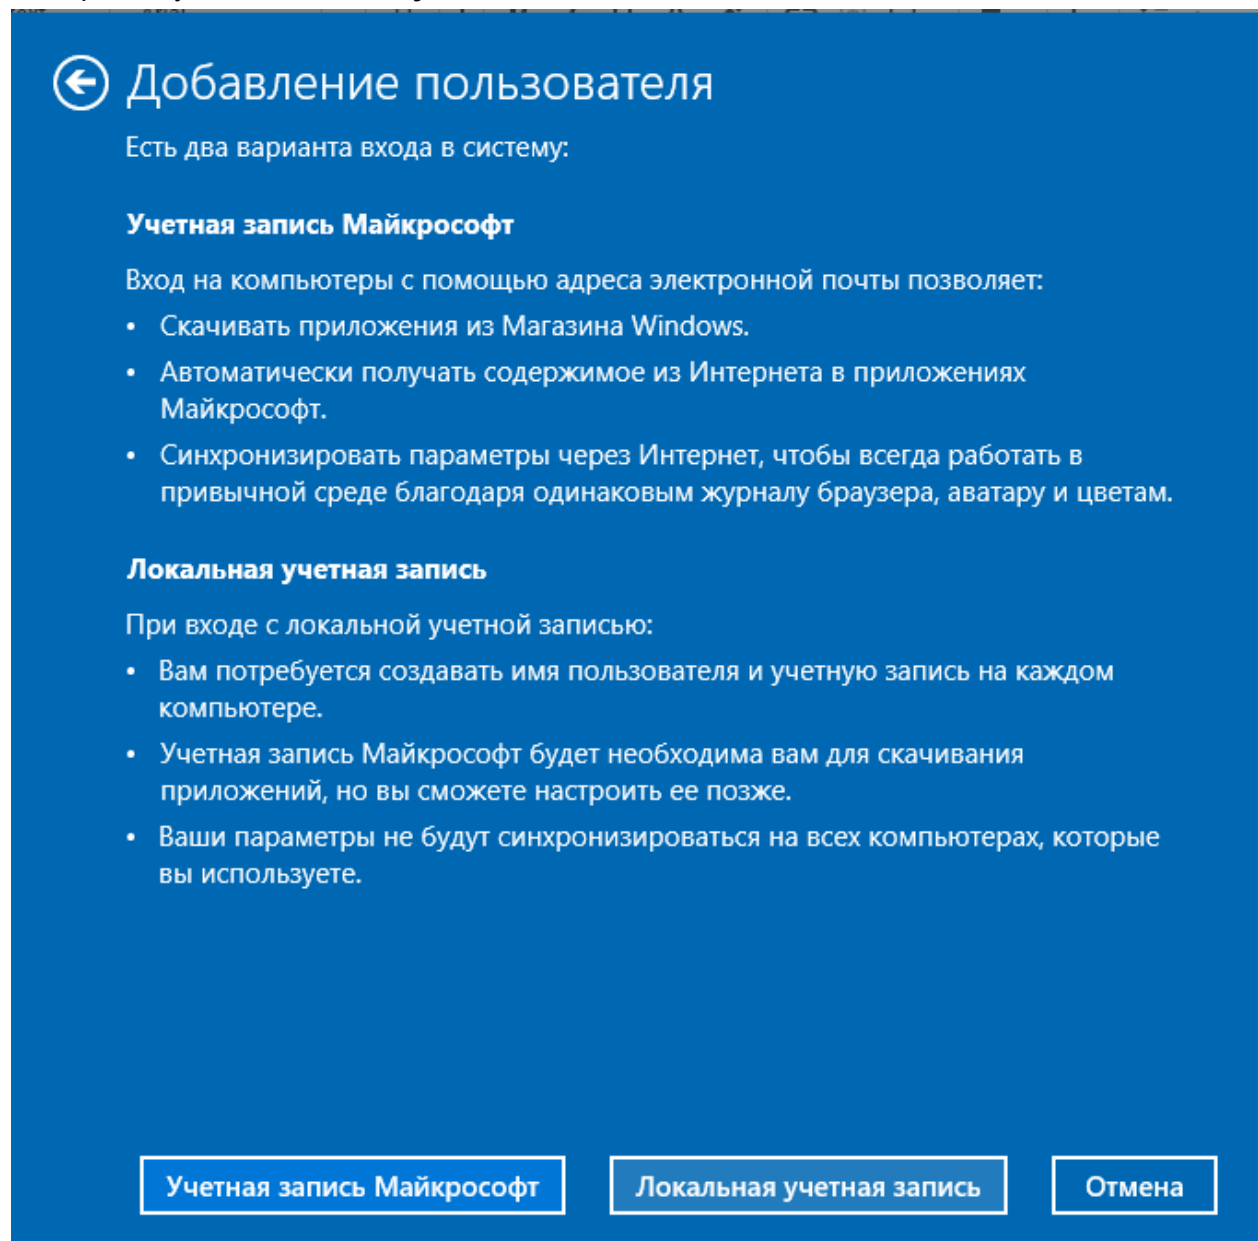 Добавление пользователя
Есть два варианта входа в систему:
Учетная запись Майкрософт
Вход на компьютеры с помощью адреса электронной почты позволяет:
• Скачивать приложения из Магазина Windows.
• Автоматически получать содержимое из Интернета в приложениях
Майкрософт.
• Синхронизировать параметры через Интернет, чтобы всегда работать в
привычной среде благодаря одинаковым журналу браузера, аватару и цветам.
Локальная учетная запись
При входе с локальной учетной записью:
• Вам потребуется создавать имя пользователя и учетную запись на каждом
компьютере.
• Учетная запись Майкрософт будет необходима вам для скачивания
приложений, но вы сможете настроить ее позже.
• Ваши параметры не будут синхронизироваться на всех компьютерах, которые
вы используете.
Учетная запись Майкрософт
Локальная учетная запись
Отмена